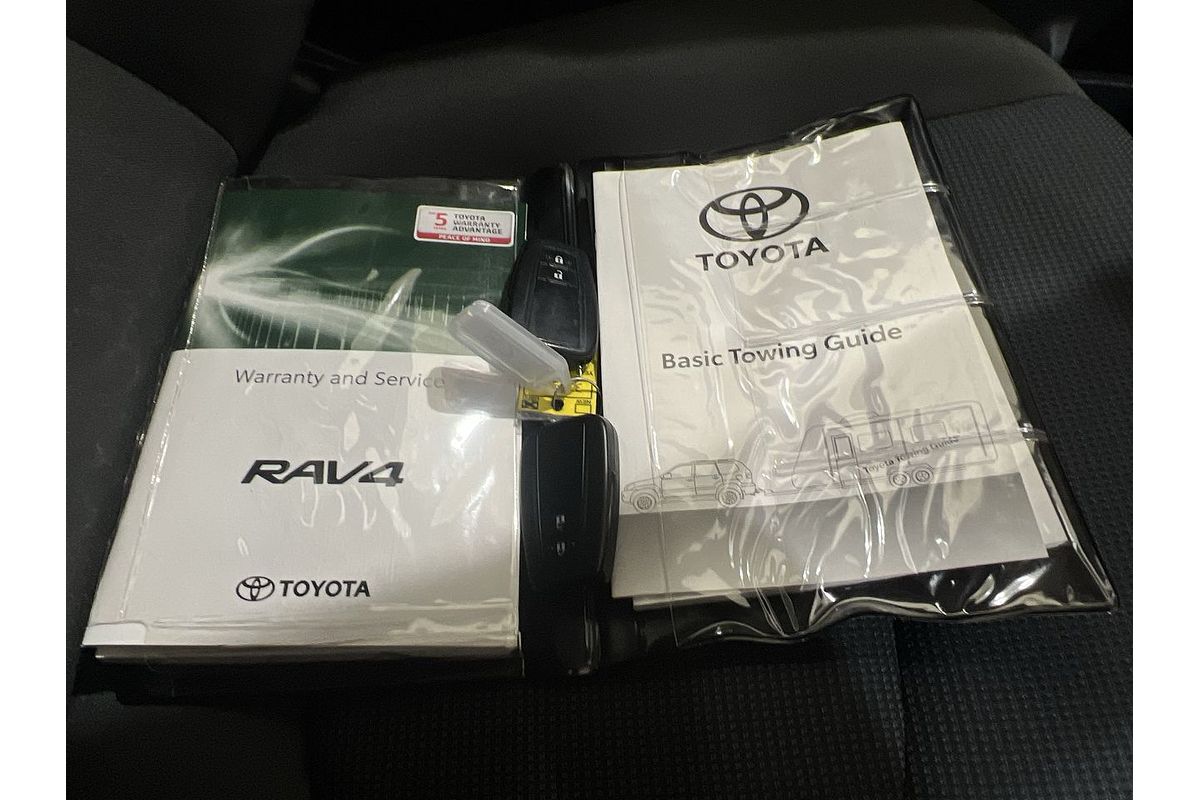 5 TOYOTA
YEARS WARRANTY
ADVANTAGE
PEACE OF MIND
Warranty and Service
RAV4
TOYOTA
TOYOTA
Basic Towing Guide
Toyota Towing Guide